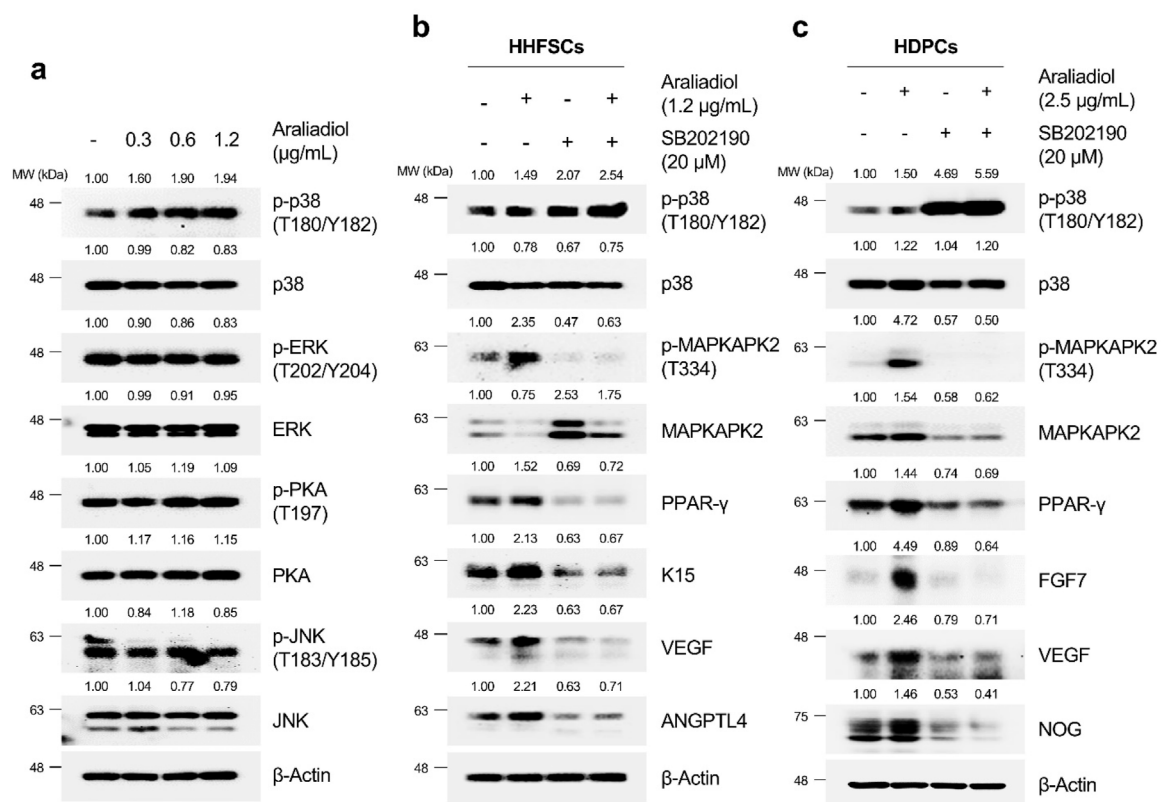 a
- 0.3 0.6 1.2 Araliadiol
(μg/mL)
MW (kDa) 1.00 1.60 1.90 1.94
48 p-p38
(T180/Y182)
1.00 0.99 0.82 0.83
48 p38
1.00 0.90 0.86 0.83
48 p-ERK
(T202/Y204)
1.00 0.99 0.91 0.95
48 ERK
1.00 1.05 1.19 1.09
48 p-PKA
(T197)
1.00 1.17 1.16 1.15
48 PKA
1.00 0.84 1.18 0.85
63 p-JNK
(T183/Y185)
1.00 1.04 0.77 0.79
63 JNK
48 β-Actin
b
HHFSCs
- + - + Araliadiol
(1.2 μg/mL)
- - + + SB202190
(20 μM)
MW (kDa) 1.00 1.49 2.07 2.54
48 p-p38
(T180/Y182)
1.00 0.78 0.67 0.75
48 p38
1.00 2.35 0.47 0.63
63 p-MAPKAPK2
(T334)
1.00 0.75 2.53 1.75
63 MAPKAPK2
1.00 1.52 0.69 0.72
63 PPAR-γ
1.00 2.13 0.63 0.67
63 K15
1.00 2.23 0.63 0.67
48 VEGF
1.00 2.21 0.63 0.71
63 ANGPTL4
48 β-Actin
c
HDPCs
- + - + Araliadiol
(2.5 μg/mL)
- - + + SB202190
(20 μM)
MW (kDa) 1.00 1.50 4.69 5.59
48 p-p38
(T180/Y182)
1.00 1.22 1.04 1.20
48 p38
1.00 4.72 0.57 0.50
63 p-MAPKAPK2
(T334)
1.00 1.54 0.58 0.62
63 MAPKAPK2
1.00 1.44 0.74 0.69
63 PPAR-γ
1.00 4.49 0.89 0.64
48 FGF7
1.00 2.46 0.79 0.71
48 VEGF
1.00 1.46 0.53 0.41
75 NOG
48 β-Actin